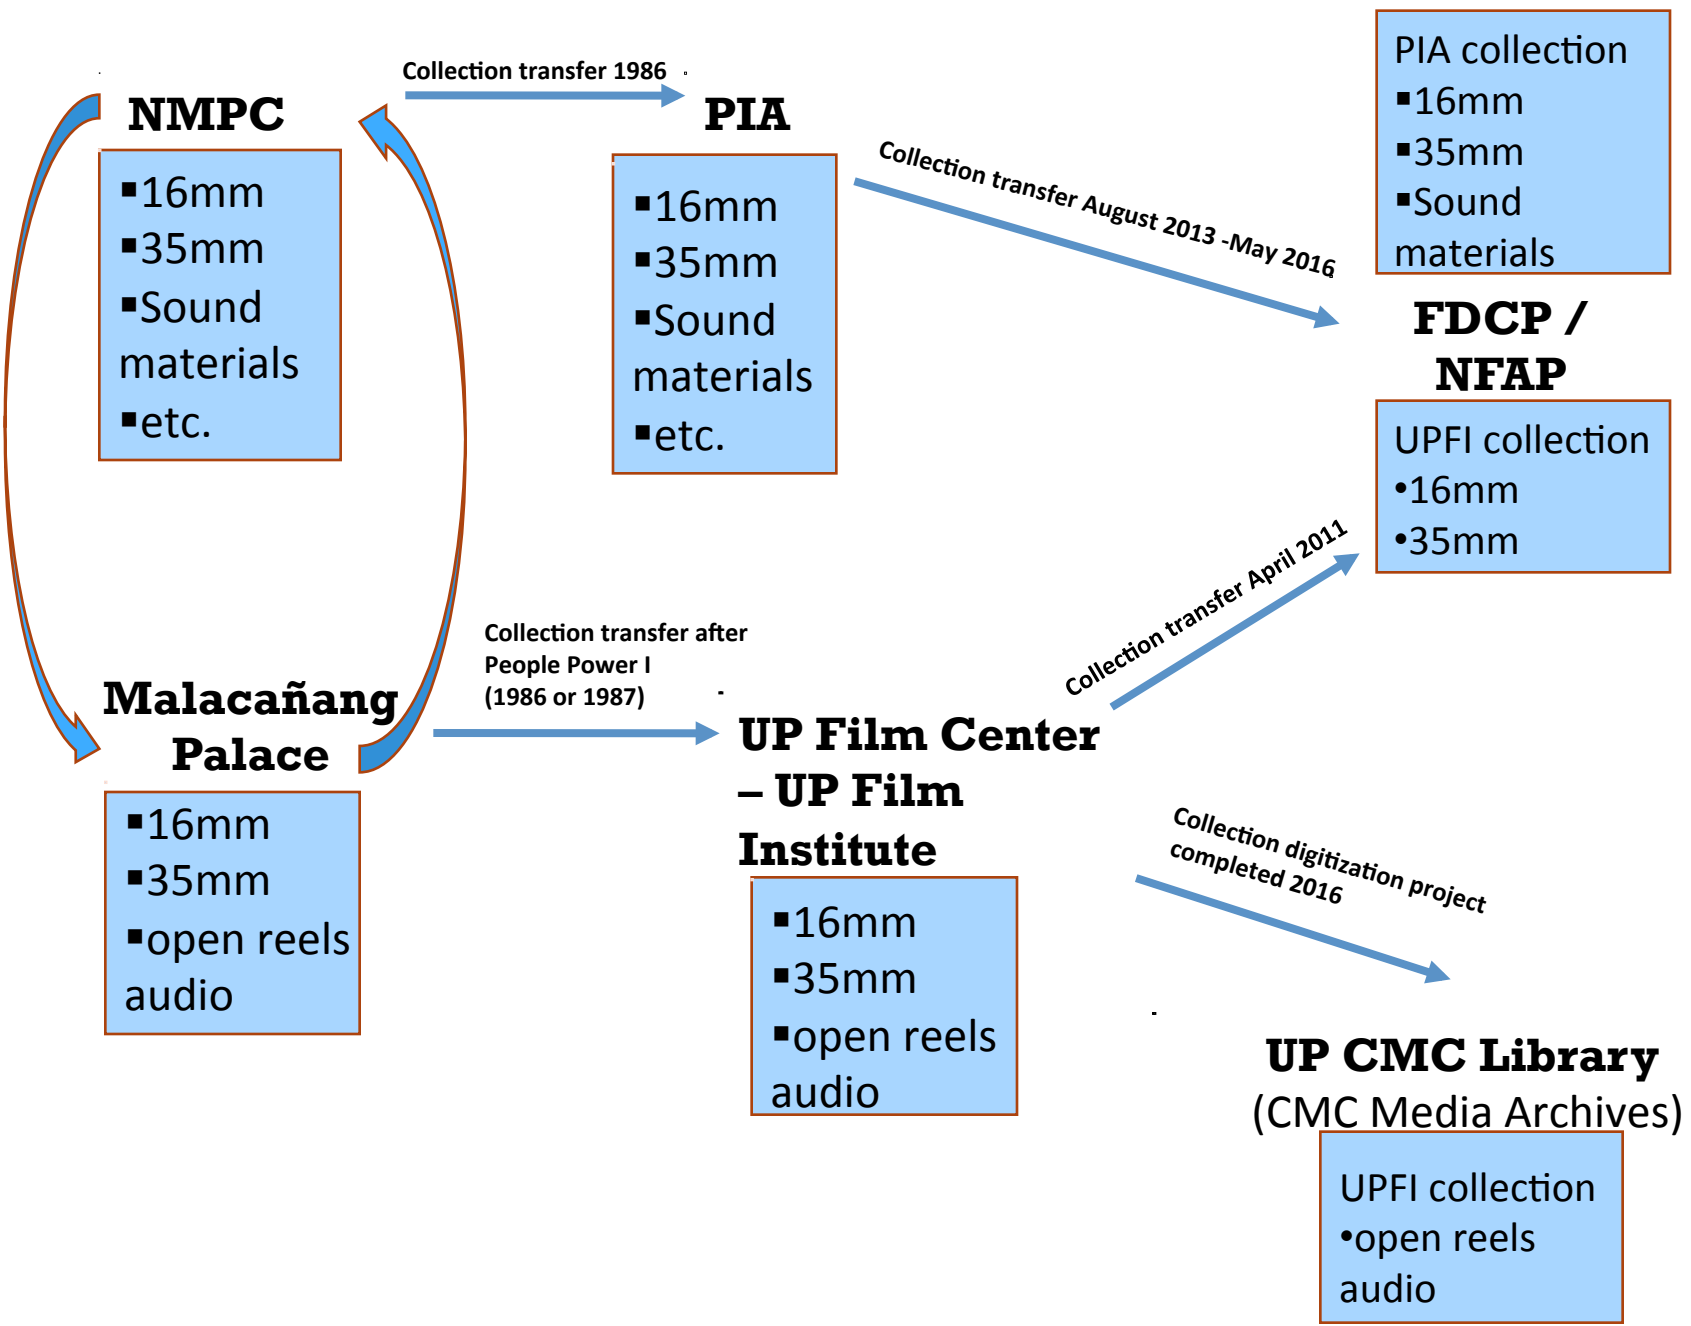 Collection transfer 1986
NMPC
▪16mm
▪35mm
▪Sound
materials
▪etc.
PIA
▪16mm
▪35mm
▪Sound
materials
▪etc.
Collection transfer August 2013 -May 2016
PIA collection
▪16mm
▪35mm
▪Sound
materials
FDCP /
NFAP
UPFI collection
•16mm
•35mm
Malacañang
Palace
▪16mm
▪35mm
▪open reels
audio
Collection transfer after
People Power I
(1986 or 1987)
UP Film Center
– UP Film
Institute
▪16mm
▪35mm
▪open reels
audio
Collection transfer April 2011
Collection digitization project
completed 2016
UP CMC Library
(CMC Media Archives)
UPFI collection
•open reels
audio